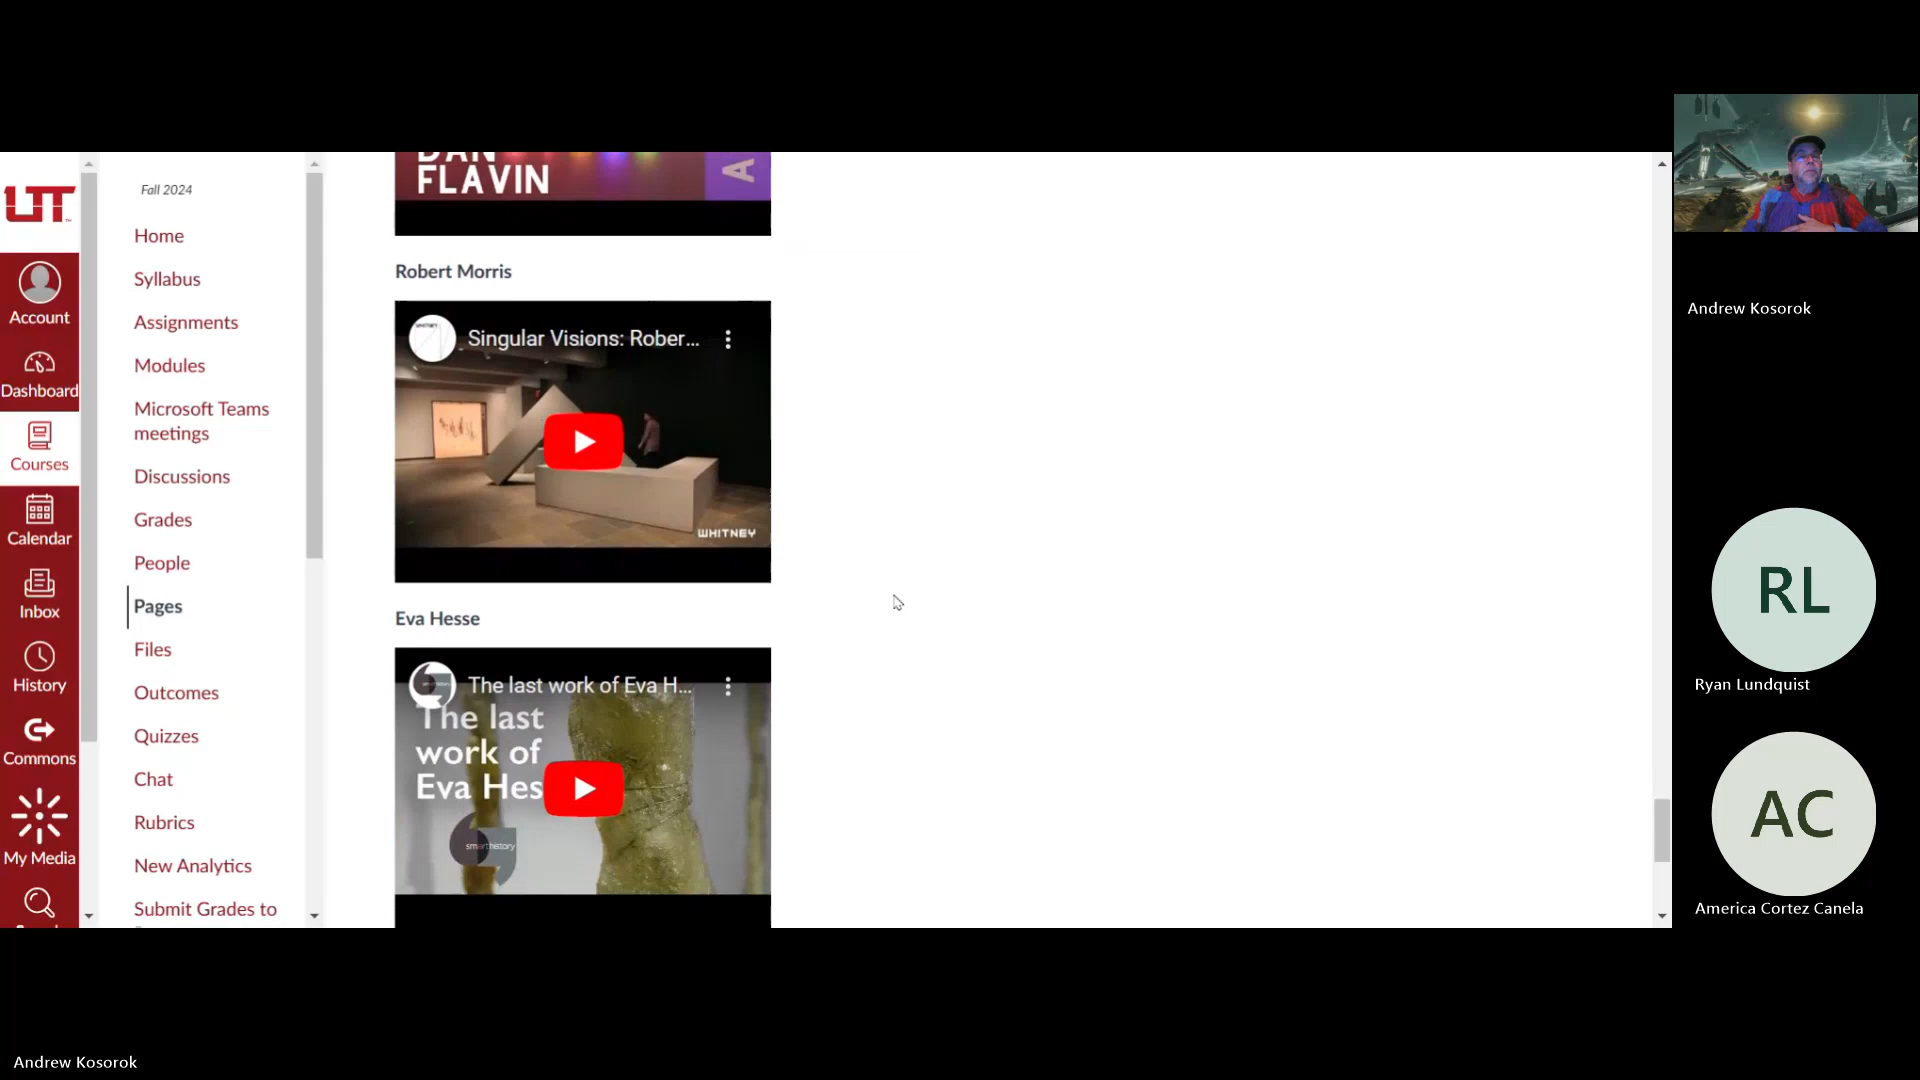 DAN
FLAVIN
A
UT
Fall 2024
Home
Syllabus
Assignments
Modules
Microsoft Teams
meetings
Discussions
Grades
People
Pages
Files
Outcomes
Quizzes
Chat
Rubrics
New Analytics
Submit Grades to
Account
Dashboard
Courses
Calendar
Inbox
History
Commons
My Media
Robert Morris
Singular Visions: Rober...
WHITNEY
Eva Hesse
The last work of Eva H...
The last
work of
Eva Hes
smarthistory
Andrew Kosorok
RL
Ryan Lundquist
AC
America Cortez Canela
Andrew Kosorok